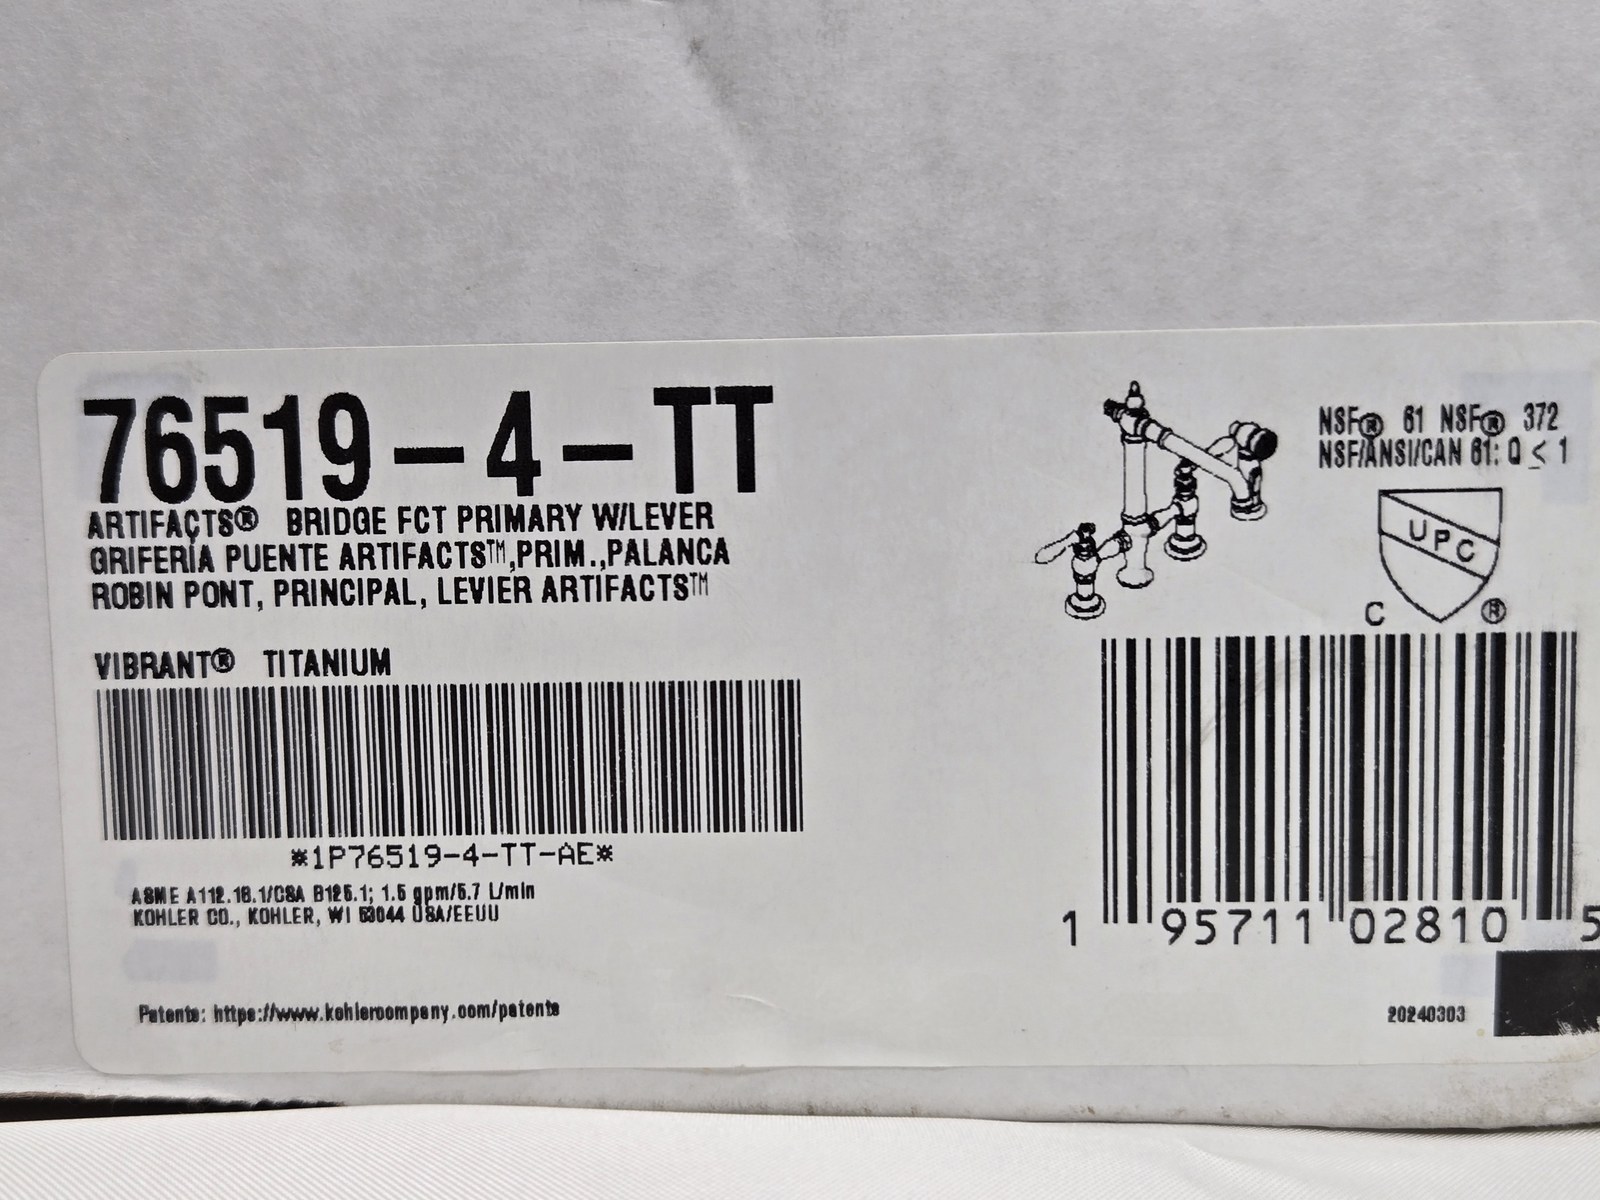 76519-4-TT
ARTIFACTS® BRIDGE FCT PRIMARY W/LEVER
GRIFERÍA PUENTE ARTIFACTS™,PRIM.,PALANCA
ROBIN PONT, PRINCIPAL, LEVIER ARTIFACTS™
VIBRANT® TITANIUM
*1P76519-4-TT-AE*
ASME A112.18.1/CSA B125.1; 1.5 gpm/5.7 L/min
KOHLER CO., KOHLER, WI 53044 USA/EEUU
Patents: https://www.kohlercompany.com/patents
NSF® 61 NSF® 372
NSF/ANSI/CAN 61: Q ≤ 1
UPC
C ®
1 95711 02810 5
20240303